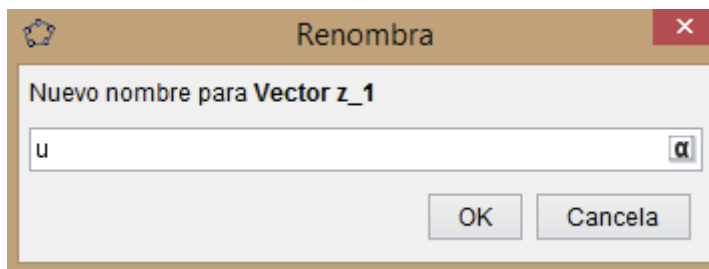 Renombra
Nuevo nombre para Vector z_1
u
α
OK Cancela